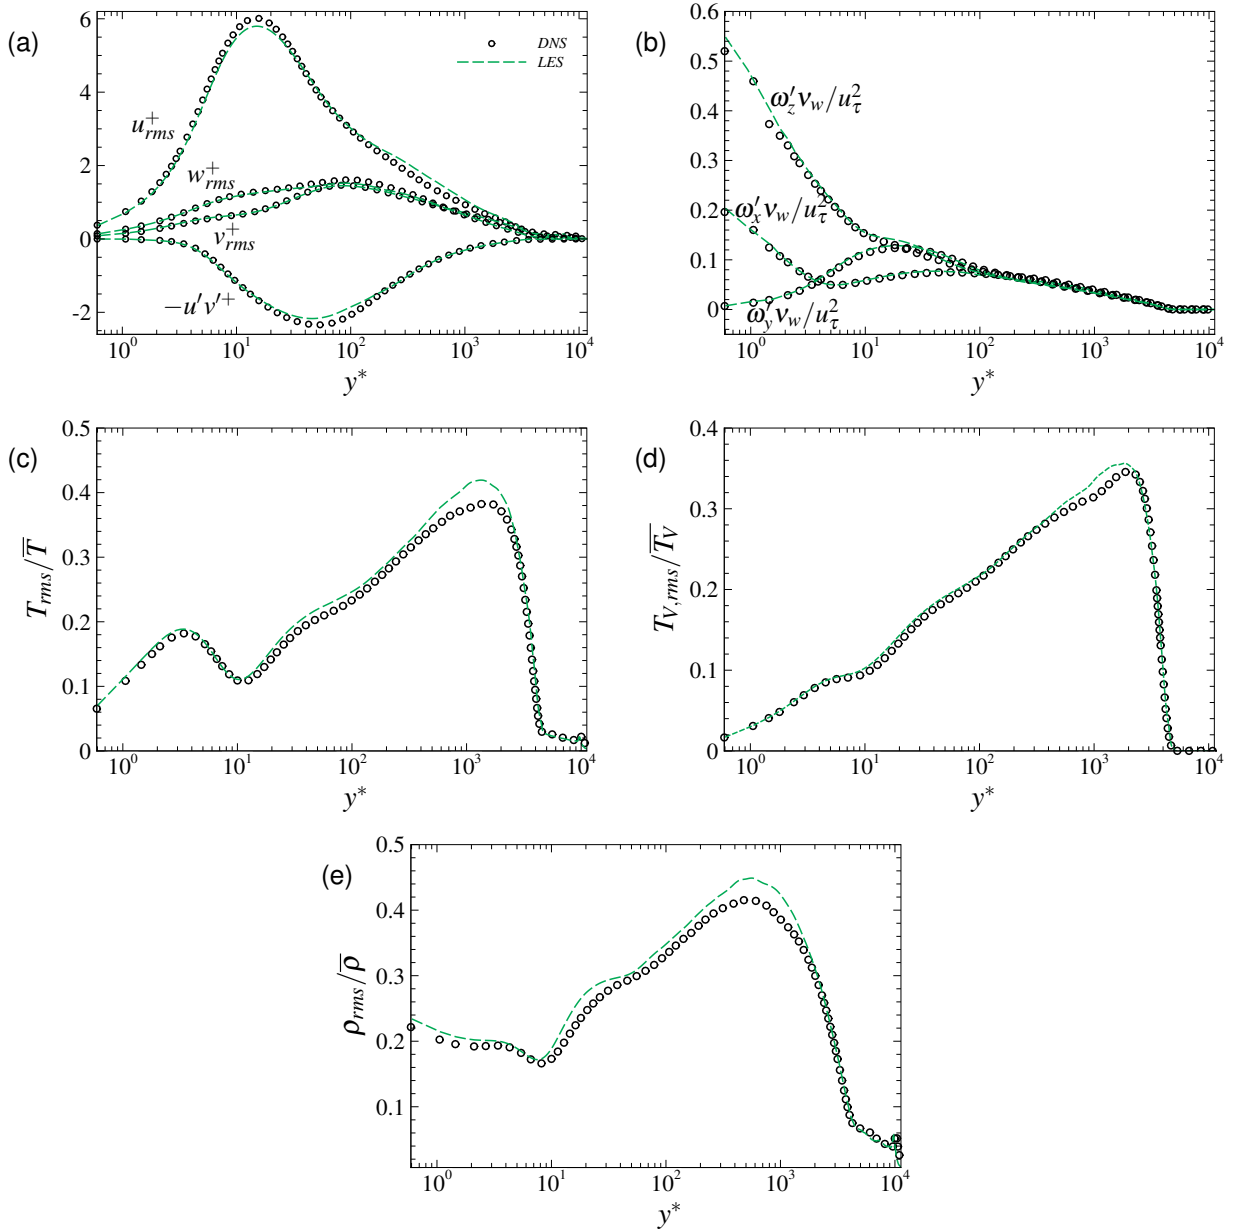 (a)
6
4
2
0
-2
DNS
LES
u⁺rms
w⁺rms
v⁺rms
−u′v′⁺
10⁰ 10¹ 10² 10³ 10⁴
y*
(b)
0.6
0.5
0.4
0.3
0.2
0.1
0
ω′zνw/u²τ
ω′xνw/u²τ
ω′yνw/u²τ
10⁰ 10¹ 10² 10³ 10⁴
y*
(c)
0.5
0.4
0.3
0.2
0.1
0
Trms/T̅
10⁰ 10¹ 10² 10³ 10⁴
y*
(d)
0.4
0.3
0.2
0.1
0
TV,rms/T̅V
10⁰ 10¹ 10² 10³ 10⁴
y*
(e)
0.5
0.4
0.3
0.2
0.1
ρrms/ρ̅
10⁰ 10¹ 10² 10³ 10⁴
y*